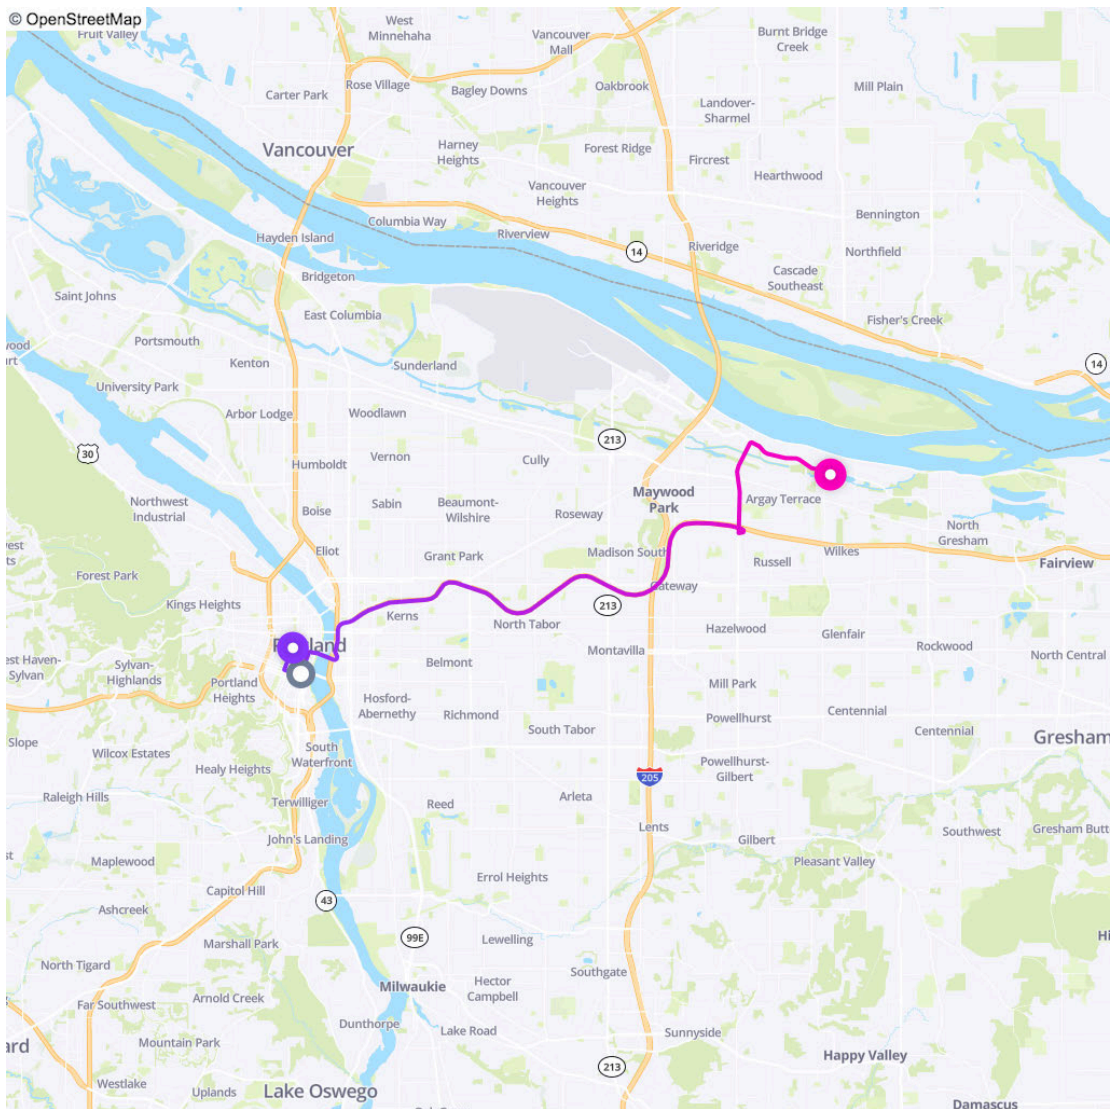 © OpenStreetMap
Fruit Valley
West
Minnehaha
Vancouver
Mall
Burnt Bridge
Creek
Rose Village
Bagley Downs
Oakbrook
Mill Plain
Carter Park
Landover-
Sharmel
Vancouver
Harney
Heights
Forest Ridge
Fircrest
Hearthwood
Vancouver
Heights
Columbia Way
Bennington
Hayden Island
Riverview
14
Riveridge
Northfield
Bridgeton
Cascade
Southeast
Saint Johns
East Columbia
Fisher's Creek
Portsmouth
Kenton
Sunderland
14
University Park
Arbor Lodge
Woodlawn
30
213
Humboldt
Vernon
Cully
Northwest
Industrial
Boise
Sabin
Beaumont-
Wilshire
Roseway
Maywood
Park
Argay Terrace
North
Gresham
Eliot
Grant Park
Madison South
Russell
Wilkes
Fairview
Forest Park
Kings Heights
Kerns
Gateway
213
North Tabor
Hazelwood
Glenfair
Rockwood
Montavilla
North Central
est Haven-
Sylvan
Sylvan-
Highlands
Belmont
Portland
Heights
Hosford-
Abernethy
Richmond
Mill Park
Powellhurst
Centennial
Centennial
South Tabor
Gresham
Slope
Wilcox Estates
South
Waterfront
Healy Heights
Powellhurst-
Gilbert
205
Raleigh Hills
Terwilliger
Reed
Arleta
John's Landing
Lents
Gilbert
Southwest
Gresham Butt
Maplewood
Pleasant Valley
Capitol Hill
Errol Heights
43
Ashcreek
99E
Marshall Park
Lewelling
North Tigard
Southgate
Arnold Creek
Milwaukie
Hector
Campbell
Far Southwest
Dunthorpe
Lake Road
Sunnyside
Mountain Park
Happy Valley
213
Westlake
Uplands
Lake Oswego
Damascus